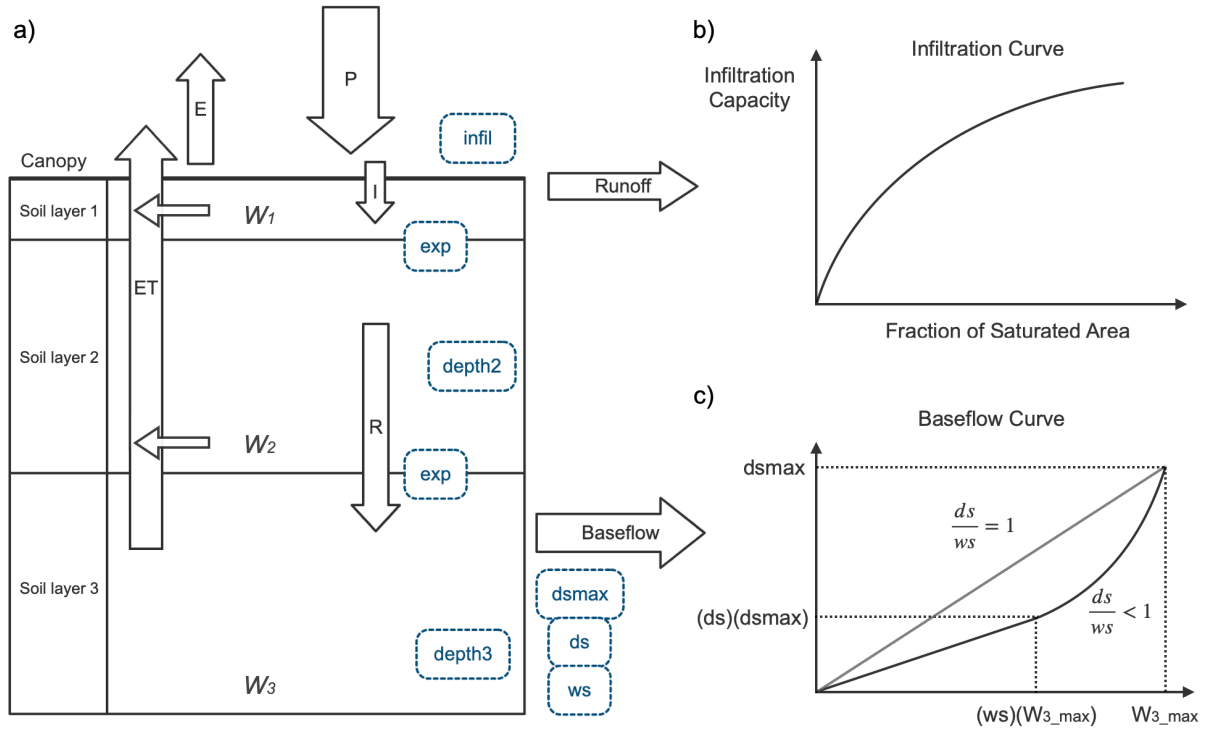 a)
E
P
infil
Canopy
Soil layer 1
W1
I
Runoff
exp
ET
Soil layer 2
depth2
R
W2
exp
Baseflow
Soil layer 3
dsmax
ds
depth3
ws
W3
b)
Infiltration Curve
Infiltration
Capacity
Fraction of Saturated Area
c)
Baseflow Curve
dsmax
ds/ws = 1
(ds)(dsmax)
ds/ws < 1
(ws)(W3_max)
W3_max